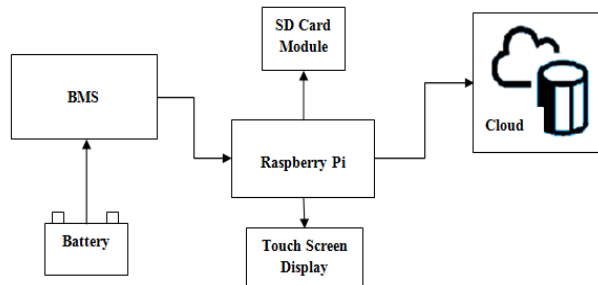 SD Card
Module
BMS
Cloud
Raspberry Pi
Battery
Touch Screen
Display